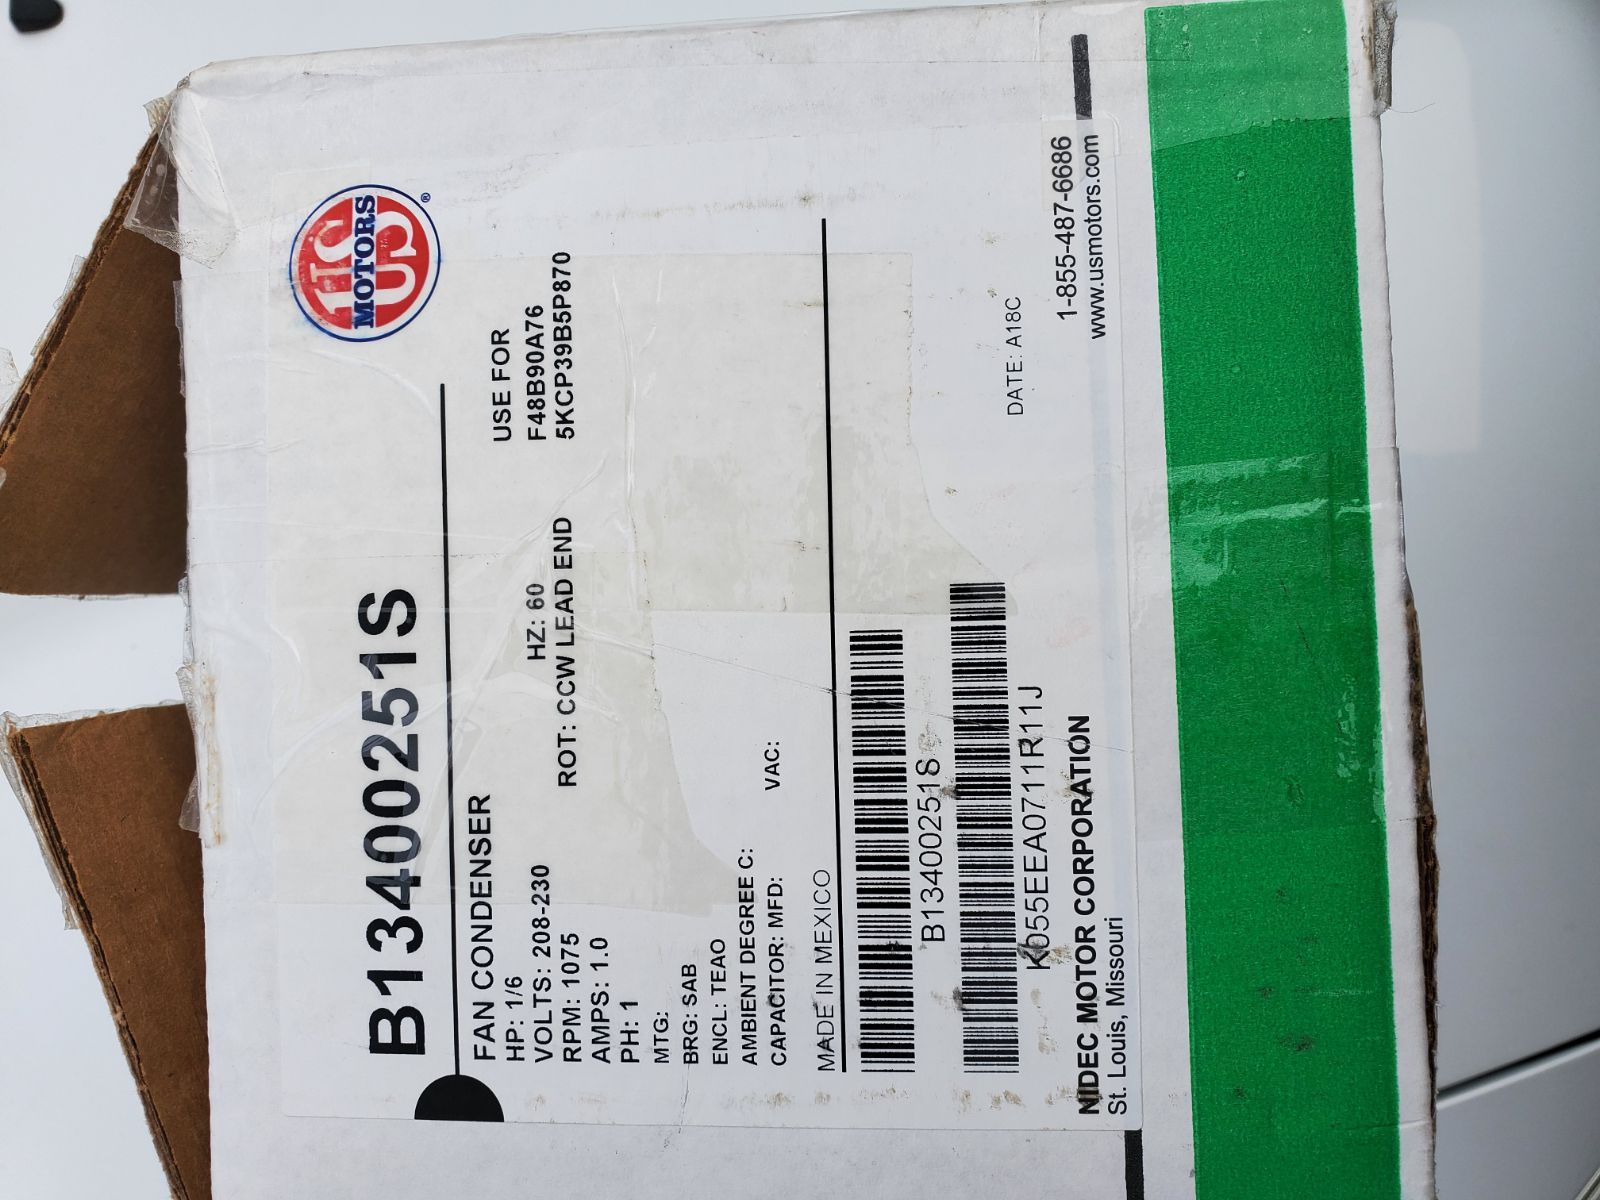 US
MOTORS
®
B13400251S
FAN CONDENSER
HP: 1/6
VOLTS: 208-230
HZ: 60
RPM: 1075
ROT: CCW LEAD END
AMPS: 1.0
PH: 1
MTG:
BRG: SAB
ENCL: TEAO
AMBIENT DEGREE C:
CAPACITOR: MFD:
VAC:
USE FOR
F48B90A76
5KCP39B5P870
MADE IN MEXICO
B13400251S
K055EEA0711R11J
DATE: A18C
NIDEC MOTOR CORPORATION
St. Louis, Missouri
1-855-487-6686
www.usmotors.com